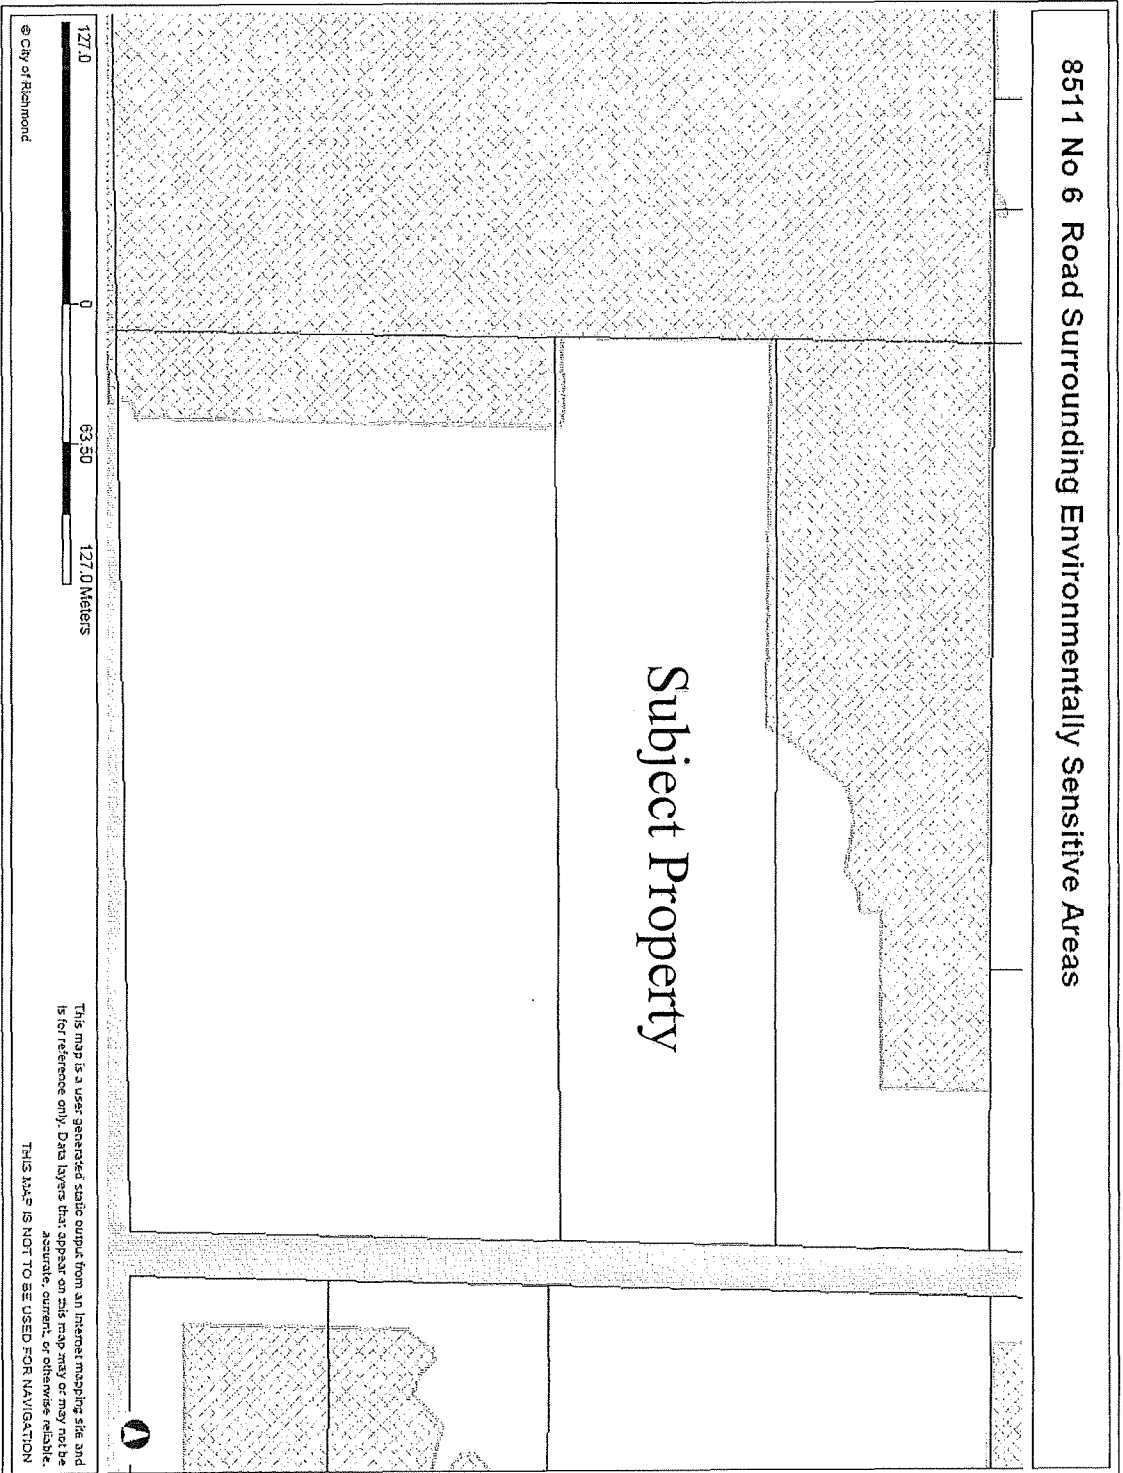 8511 No 6 Road Surrounding Environmentally Sensitive Areas
Subject Property
127.0 0 63.50 127.0 Meters
This map is a user generated static output from an Internet mapping site and
is for reference only. Data layers that appear on this map may or may not be
accurate, current, or otherwise reliable.
THIS MAP IS NOT TO BE USED FOR NAVIGATION
© City of Richmond